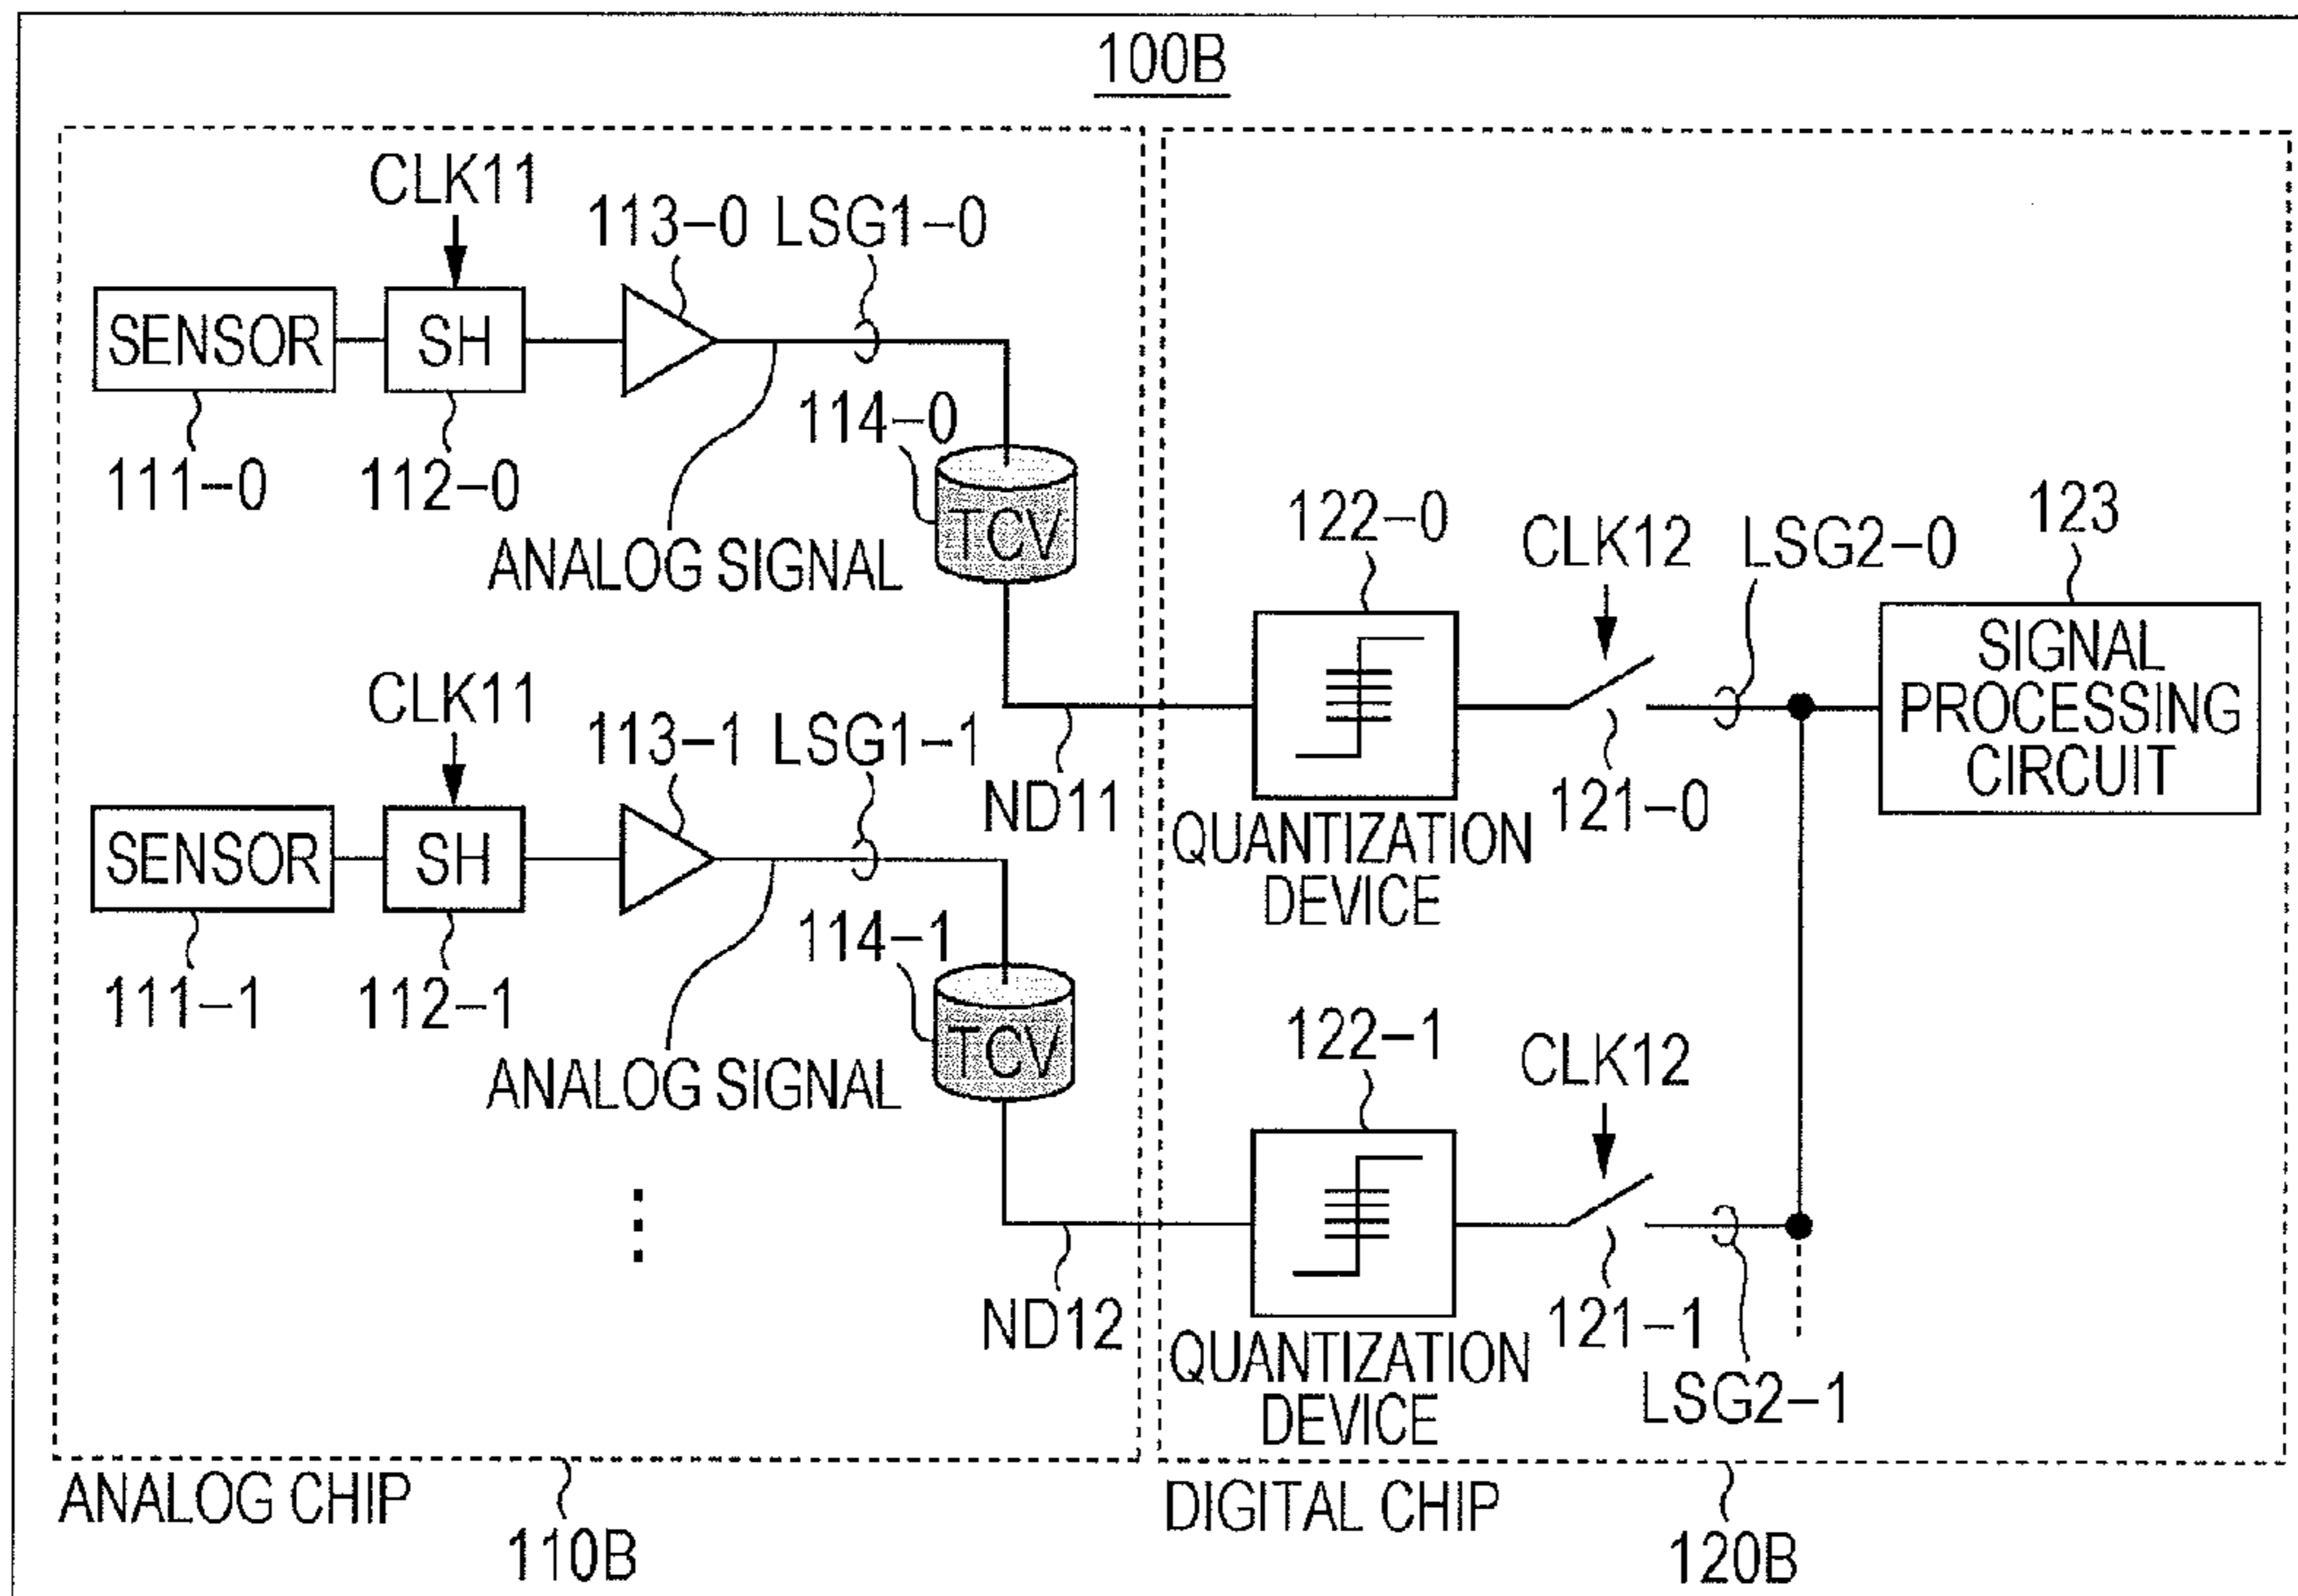 100B
CLK11
113-0 LSG1-0
SENSOR
SH
114-0
111-0
112-0
TCV
ANALOG SIGNAL
122-0
CLK12
LSG2-0
123
SIGNAL
PROCESSING
CIRCUIT
CLK11
113-1 LSG1-1
ND11
121-0
QUANTIZATION
DEVICE
SENSOR
SH
114-1
111-1
112-1
TCV
ANALOG SIGNAL
122-1
CLK12
ND12
121-1
QUANTIZATION
DEVICE
LSG2-1
ANALOG CHIP
110B
DIGITAL CHIP
120B